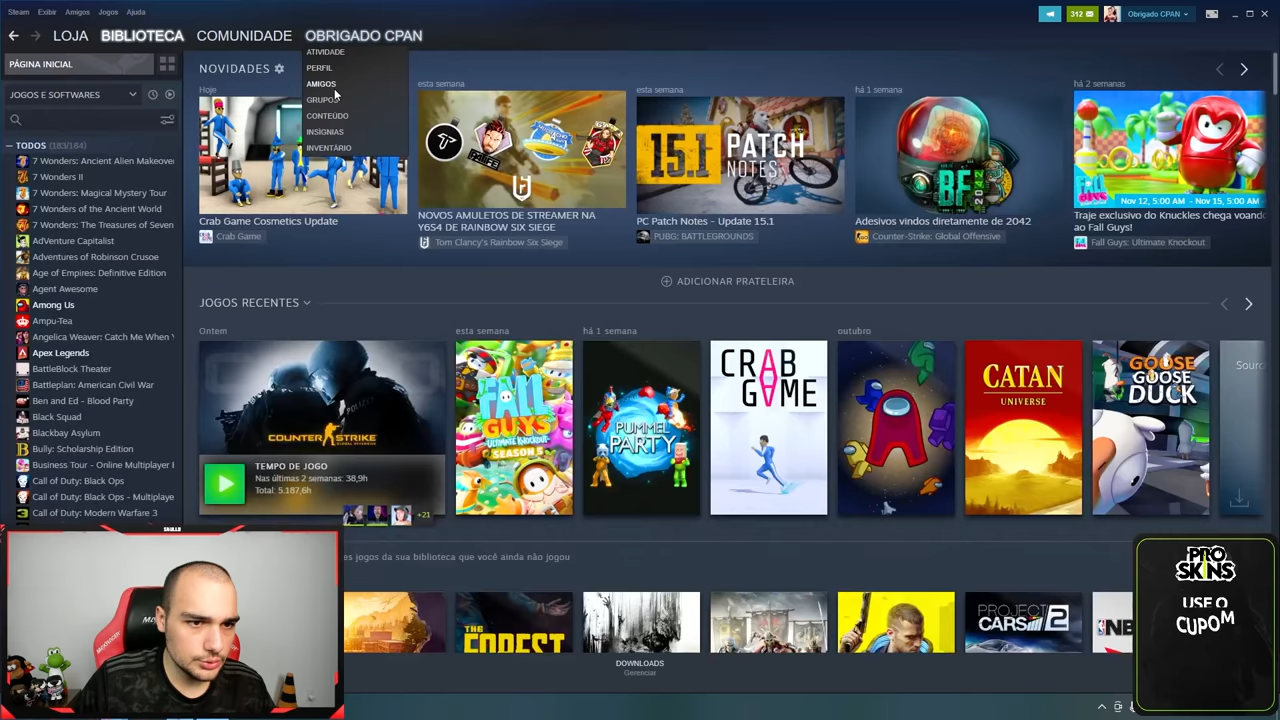 Steam Exibir Amigos Jogos Ajuda
312
Obrigado CPAN
LOJA BIBLIOTECA COMUNIDADE OBRIGADO CPAN
ATIVIDADE
PERFIL
AMIGOS
GRUPOS
CONTEÚDO
INSÍGNIAS
INVENTÁRIO
PÁGINA INICIAL
JOGOS E SOFTWARES
TODOS (183/184)
7 Wonders: Ancient Alien Makeover
7 Wonders II
7 Wonders: Magical Mystery Tour
7 Wonders of the Ancient World
7 Wonders: The Treasures of Seven
AdVenture Capitalist
Adventures of Robinson Crusoe
Age of Empires: Definitive Edition
Agent Awesome
Among Us
Ampu-Tea
Angelica Weaver: Catch Me When Y
Apex Legends
BattleBlock Theater
Battleplan: American Civil War
Ben and Ed - Blood Party
Black Squad
Blackbay Asylum
Bully: Scholarship Edition
Business Tour - Online Multiplayer
Call of Duty: Black Ops
Call of Duty: Black Ops - Multiplaye
Call of Duty: Modern Warfare 3
NOVIDADES
Hoje
Crab Game Cosmetics Update
Crab Game
esta semana
NOVOS AMULETOS DE STREAMER NA
Y6S4 DE RAINBOW SIX SIEGE
Tom Clancy's Rainbow Six Siege
esta semana
15.1 PATCH
NOTES
PC Patch Notes - Update 15.1
PUBG: BATTLEGROUNDS
há 1 semana
BF
2042
Adesivos vindos diretamente de 2042
Counter-Strike: Global Offensive
há 2 semanas
Nov 12, 5:00 AM - Nov 15, 5:00 AM
Traje exclusivo do Knuckles chega voando
ao Fall Guys!
Fall Guys: Ultimate Knockout
ADICIONAR PRATELEIRA
JOGOS RECENTES
Ontem
COUNTER STRIKE
TEMPO DE JOGO
Nas últimas 2 semanas: 38,9h
Total: 5.187,6h
+21
esta semana
FALL
GUYS
ULTIMATE KNOCKOUT
SEASON 5
há 1 semana
PUMMEL
PARTY
CRAB
GAME
outubro
CATAN
UNIVERSE
GOOSE
GOOSE
DUCK
Sourc
es jogos da sua biblioteca que você ainda não jogou
THE
FOREST
PROJECT
CARS 2
NB
DOWNLOADS
Gerenciar
PRO
SKINS
USE O
CUPOM